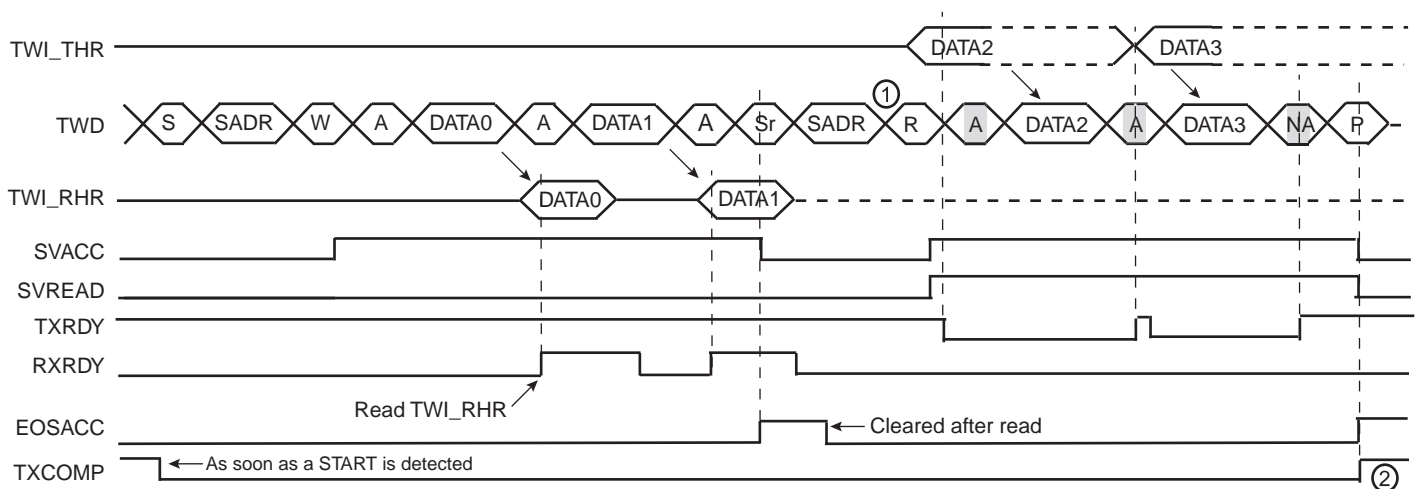 TWI_THR DATA2 DATA3
①
TWD S SADR W A DATA0 A DATA1 A Sr SADR R A DATA2 A DATA3 NA P
TWI_RHR DATA0 DATA1
SVACC
SVREAD
TXRDY
RXRDY
Read TWI_RHR
EOSACC Cleared after read
TXCOMP As soon as a START is detected ②